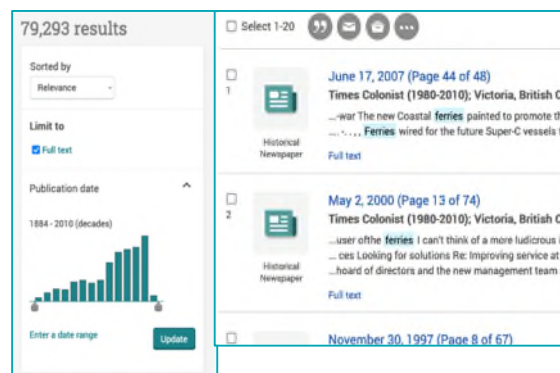 79,293 results
Sorted by
Relevance
Limit to
Full text
Publication date
1884 - 2010 (decades)
Enter a date range
Update
Select 1-20
1
June 17, 2007 (Page 44 of 48)
Times Colonist (1980-2010); Victoria, British C
...-war The new Coastal ferries painted to promote th
.... -. . , , Ferries wired for the future Super-C vessels
Historical
Newspaper
Full text
2
May 2, 2000 (Page 13 of 74)
Times Colonist (1980-2010); Victoria, British C
...user ofthe ferries I can't think of a more ludicrous
... ces Looking for solutions Re: Improving service at
...hoard of directors and the new management team
Historical
Newspaper
Full text
November 30, 1997 (Page 8 of 67)